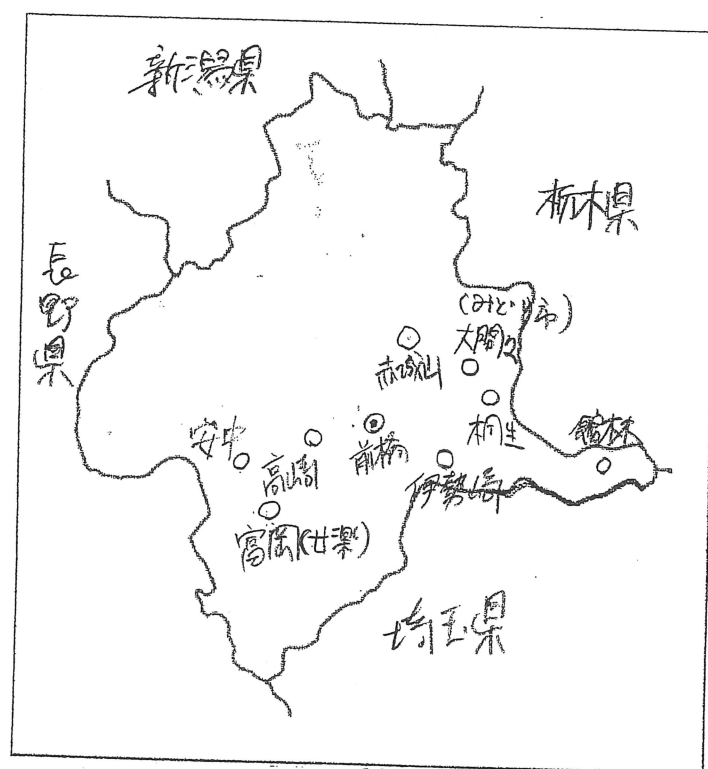 新潟県
栃木県
長野県
(みどり市)
大間々
赤城山
桐生
館林
安中
高崎
前橋
伊勢崎
富岡(甘楽)
埼玉県